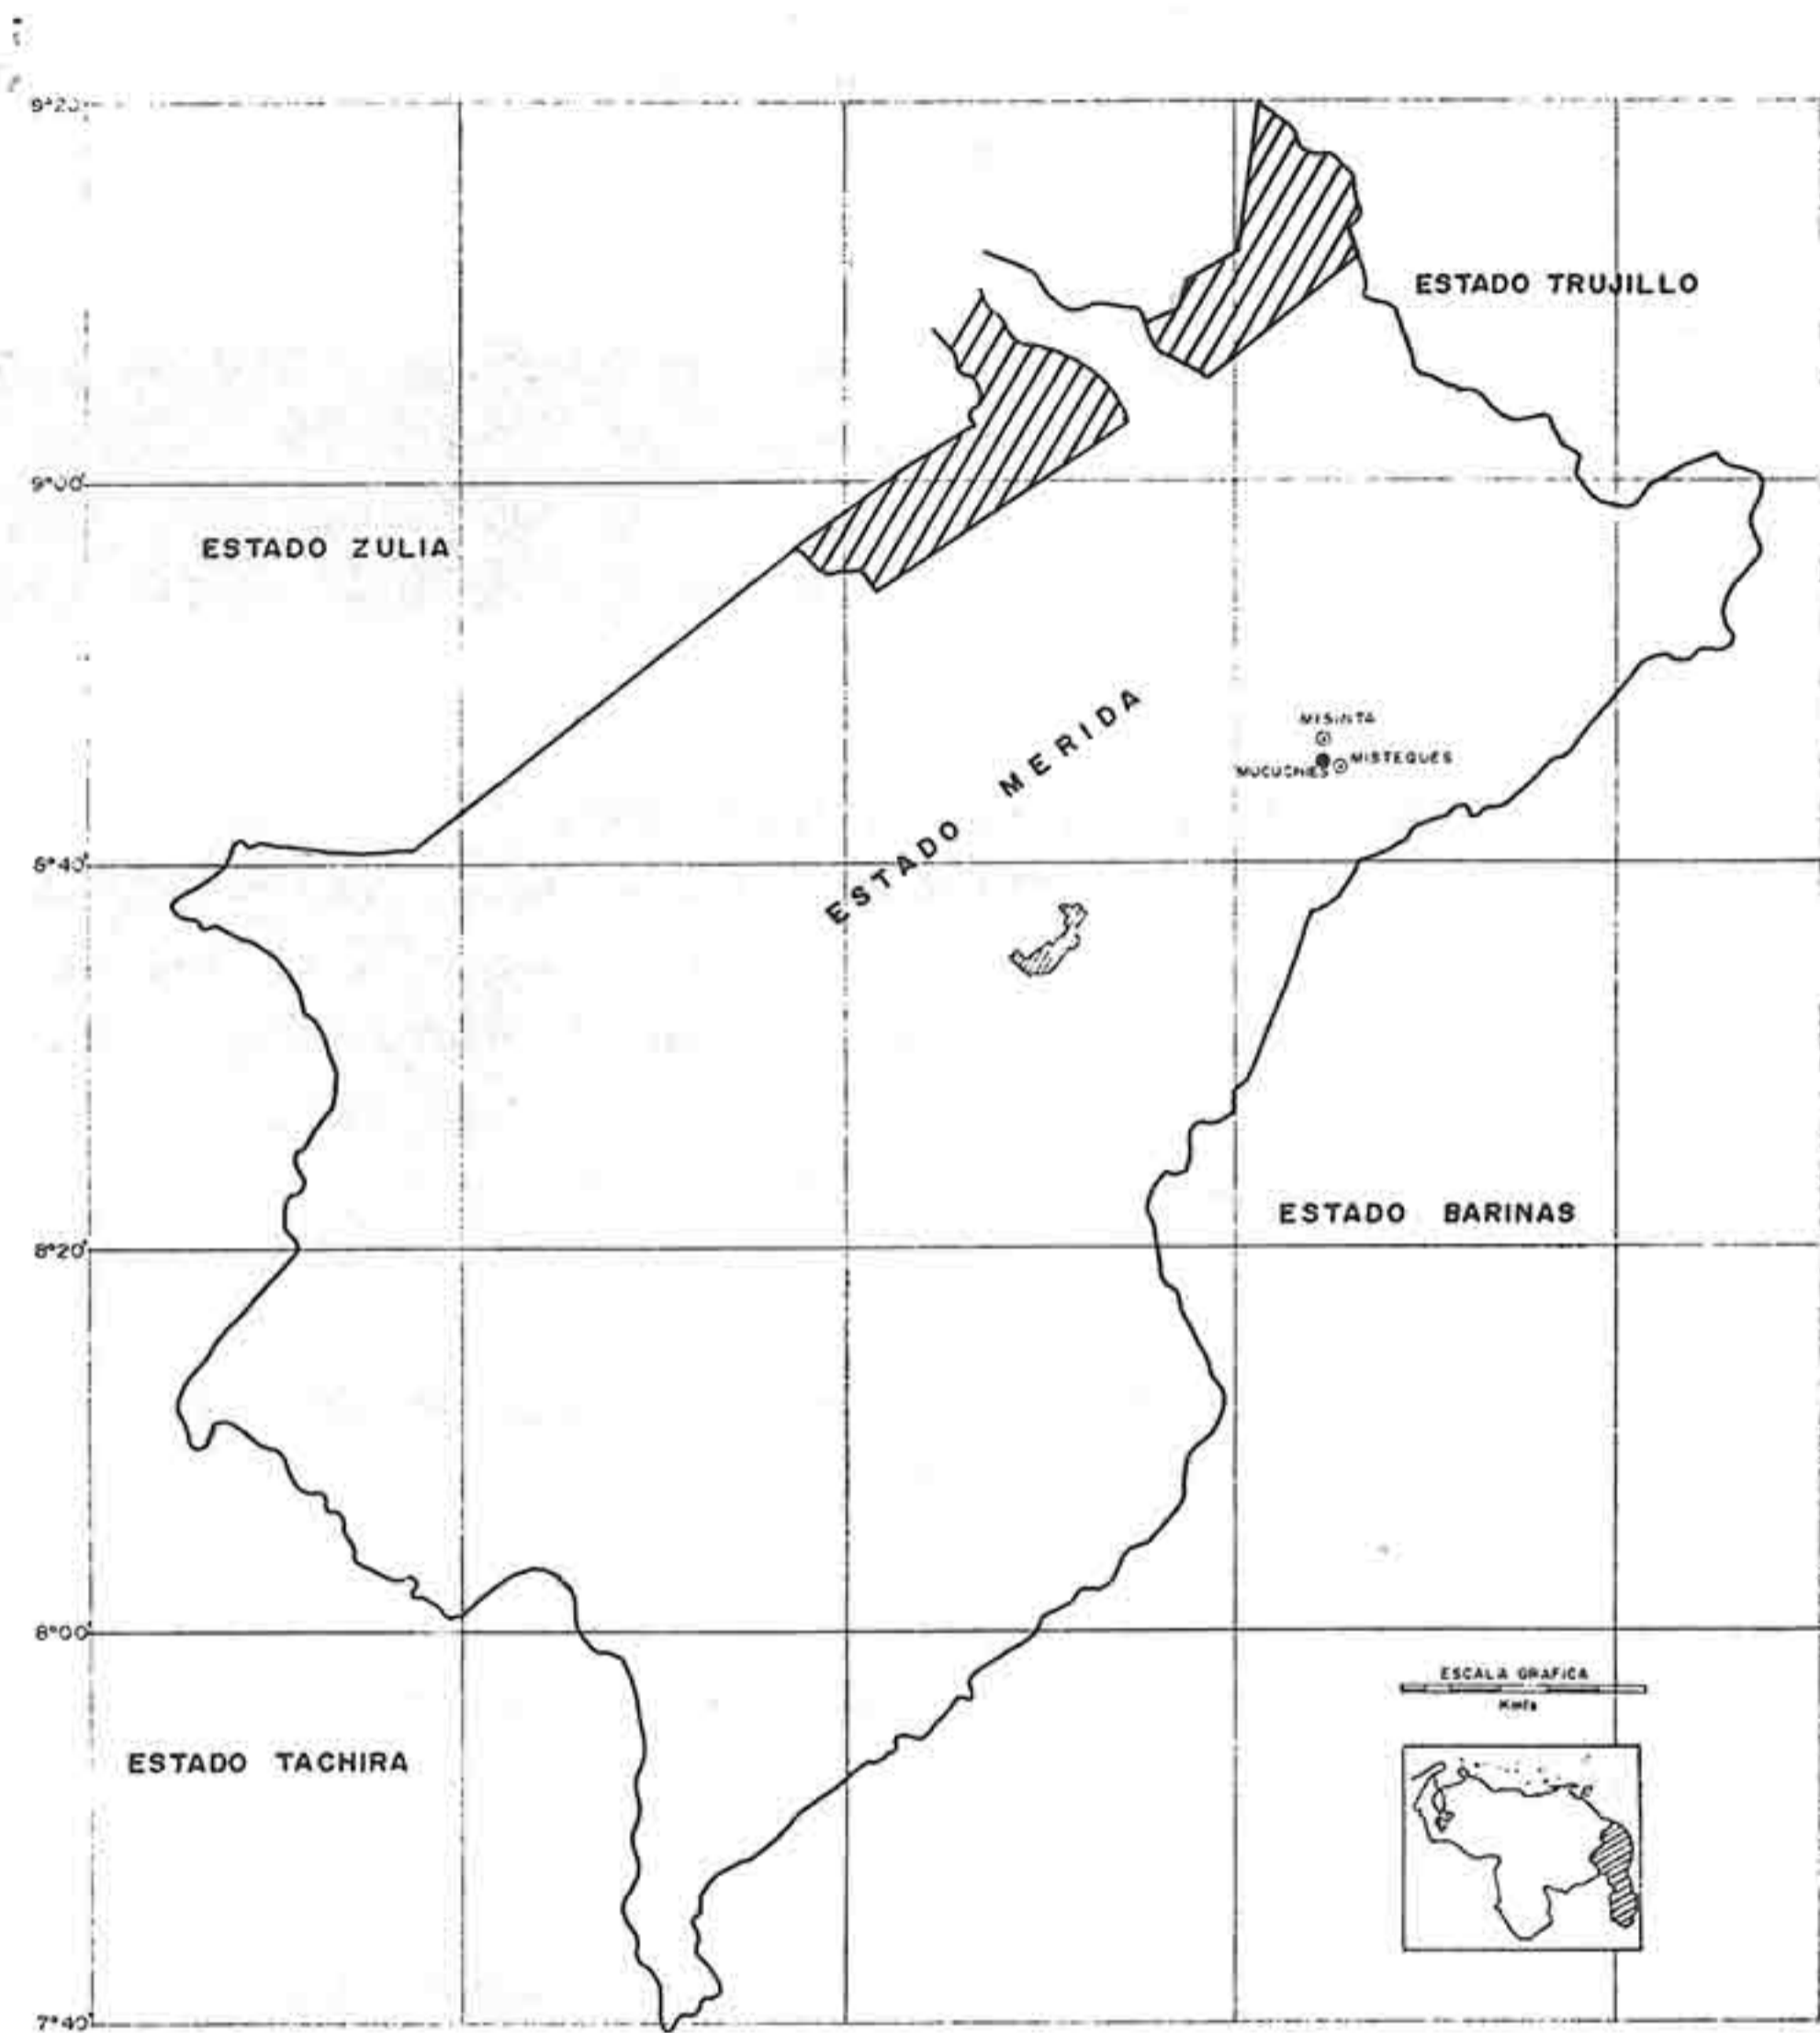 9°20'
ESTADO TRUJILLO
9°00'
ESTADO ZULIA
MISINTA
MISTEQUES
MUCUCHIES
ESTADO MERIDA
8°40'
ESTADO BARINAS
8°20'
8°00'
ESCALA GRAFICA
Kmts
ESTADO TACHIRA
7°40'